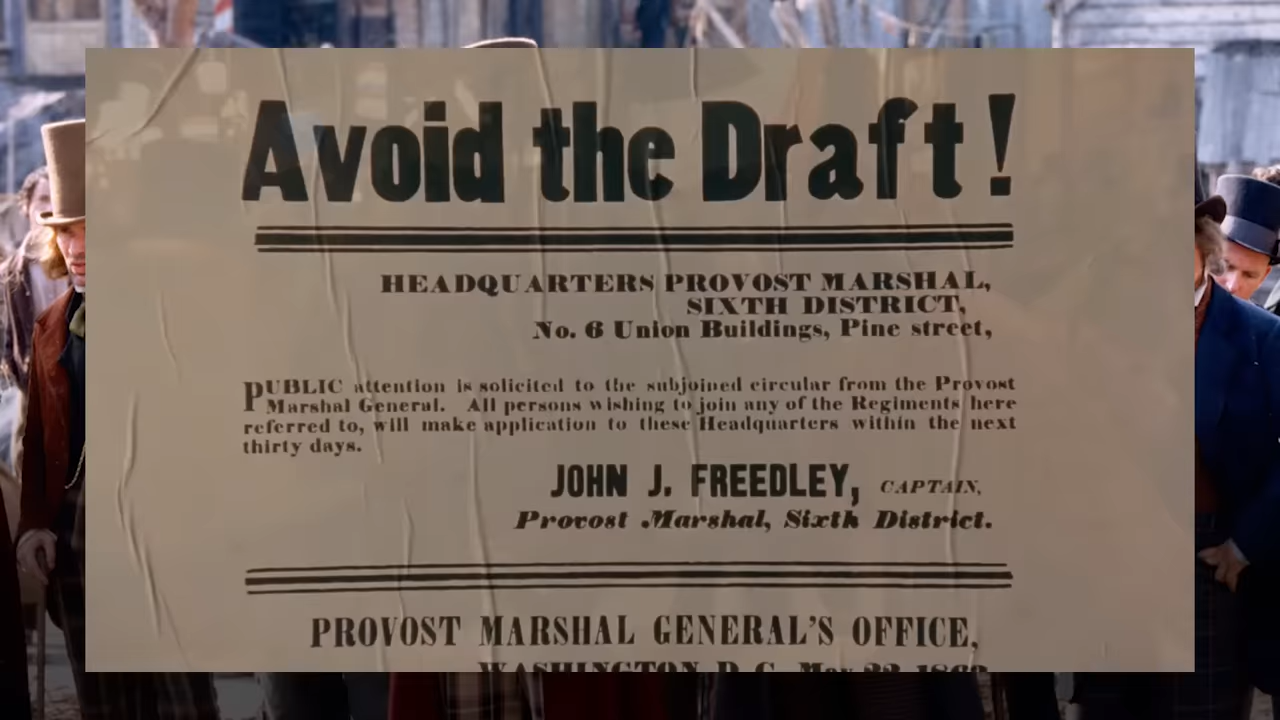 Avoid the Draft!
HEADQUARTERS PROVOST MARSHAL,
SIXTH DISTRICT,
No. 6 Union Buildings, Pine street,
PUBLIC attention is solicited to the subjoined circular from the Provost
Marshal General. All persons wishing to join any of the Regiments here
referred to, will make application to these Headquarters within the next
thirty days.
JOHN J. FREEDLEY, CAPTAIN,
Provost Marshal, Sixth District.
PROVOST MARSHAL GENERAL'S OFFICE,
WASHINGTON D. C. May 22,